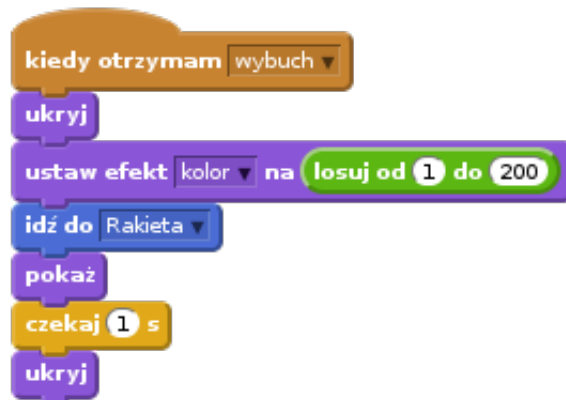 kiedy otrzymam wybuch
ukryj
ustaw efekt kolor na losuj od 1 do 200
idź do Rakieta
pokaż
czekaj 1 s
ukryj